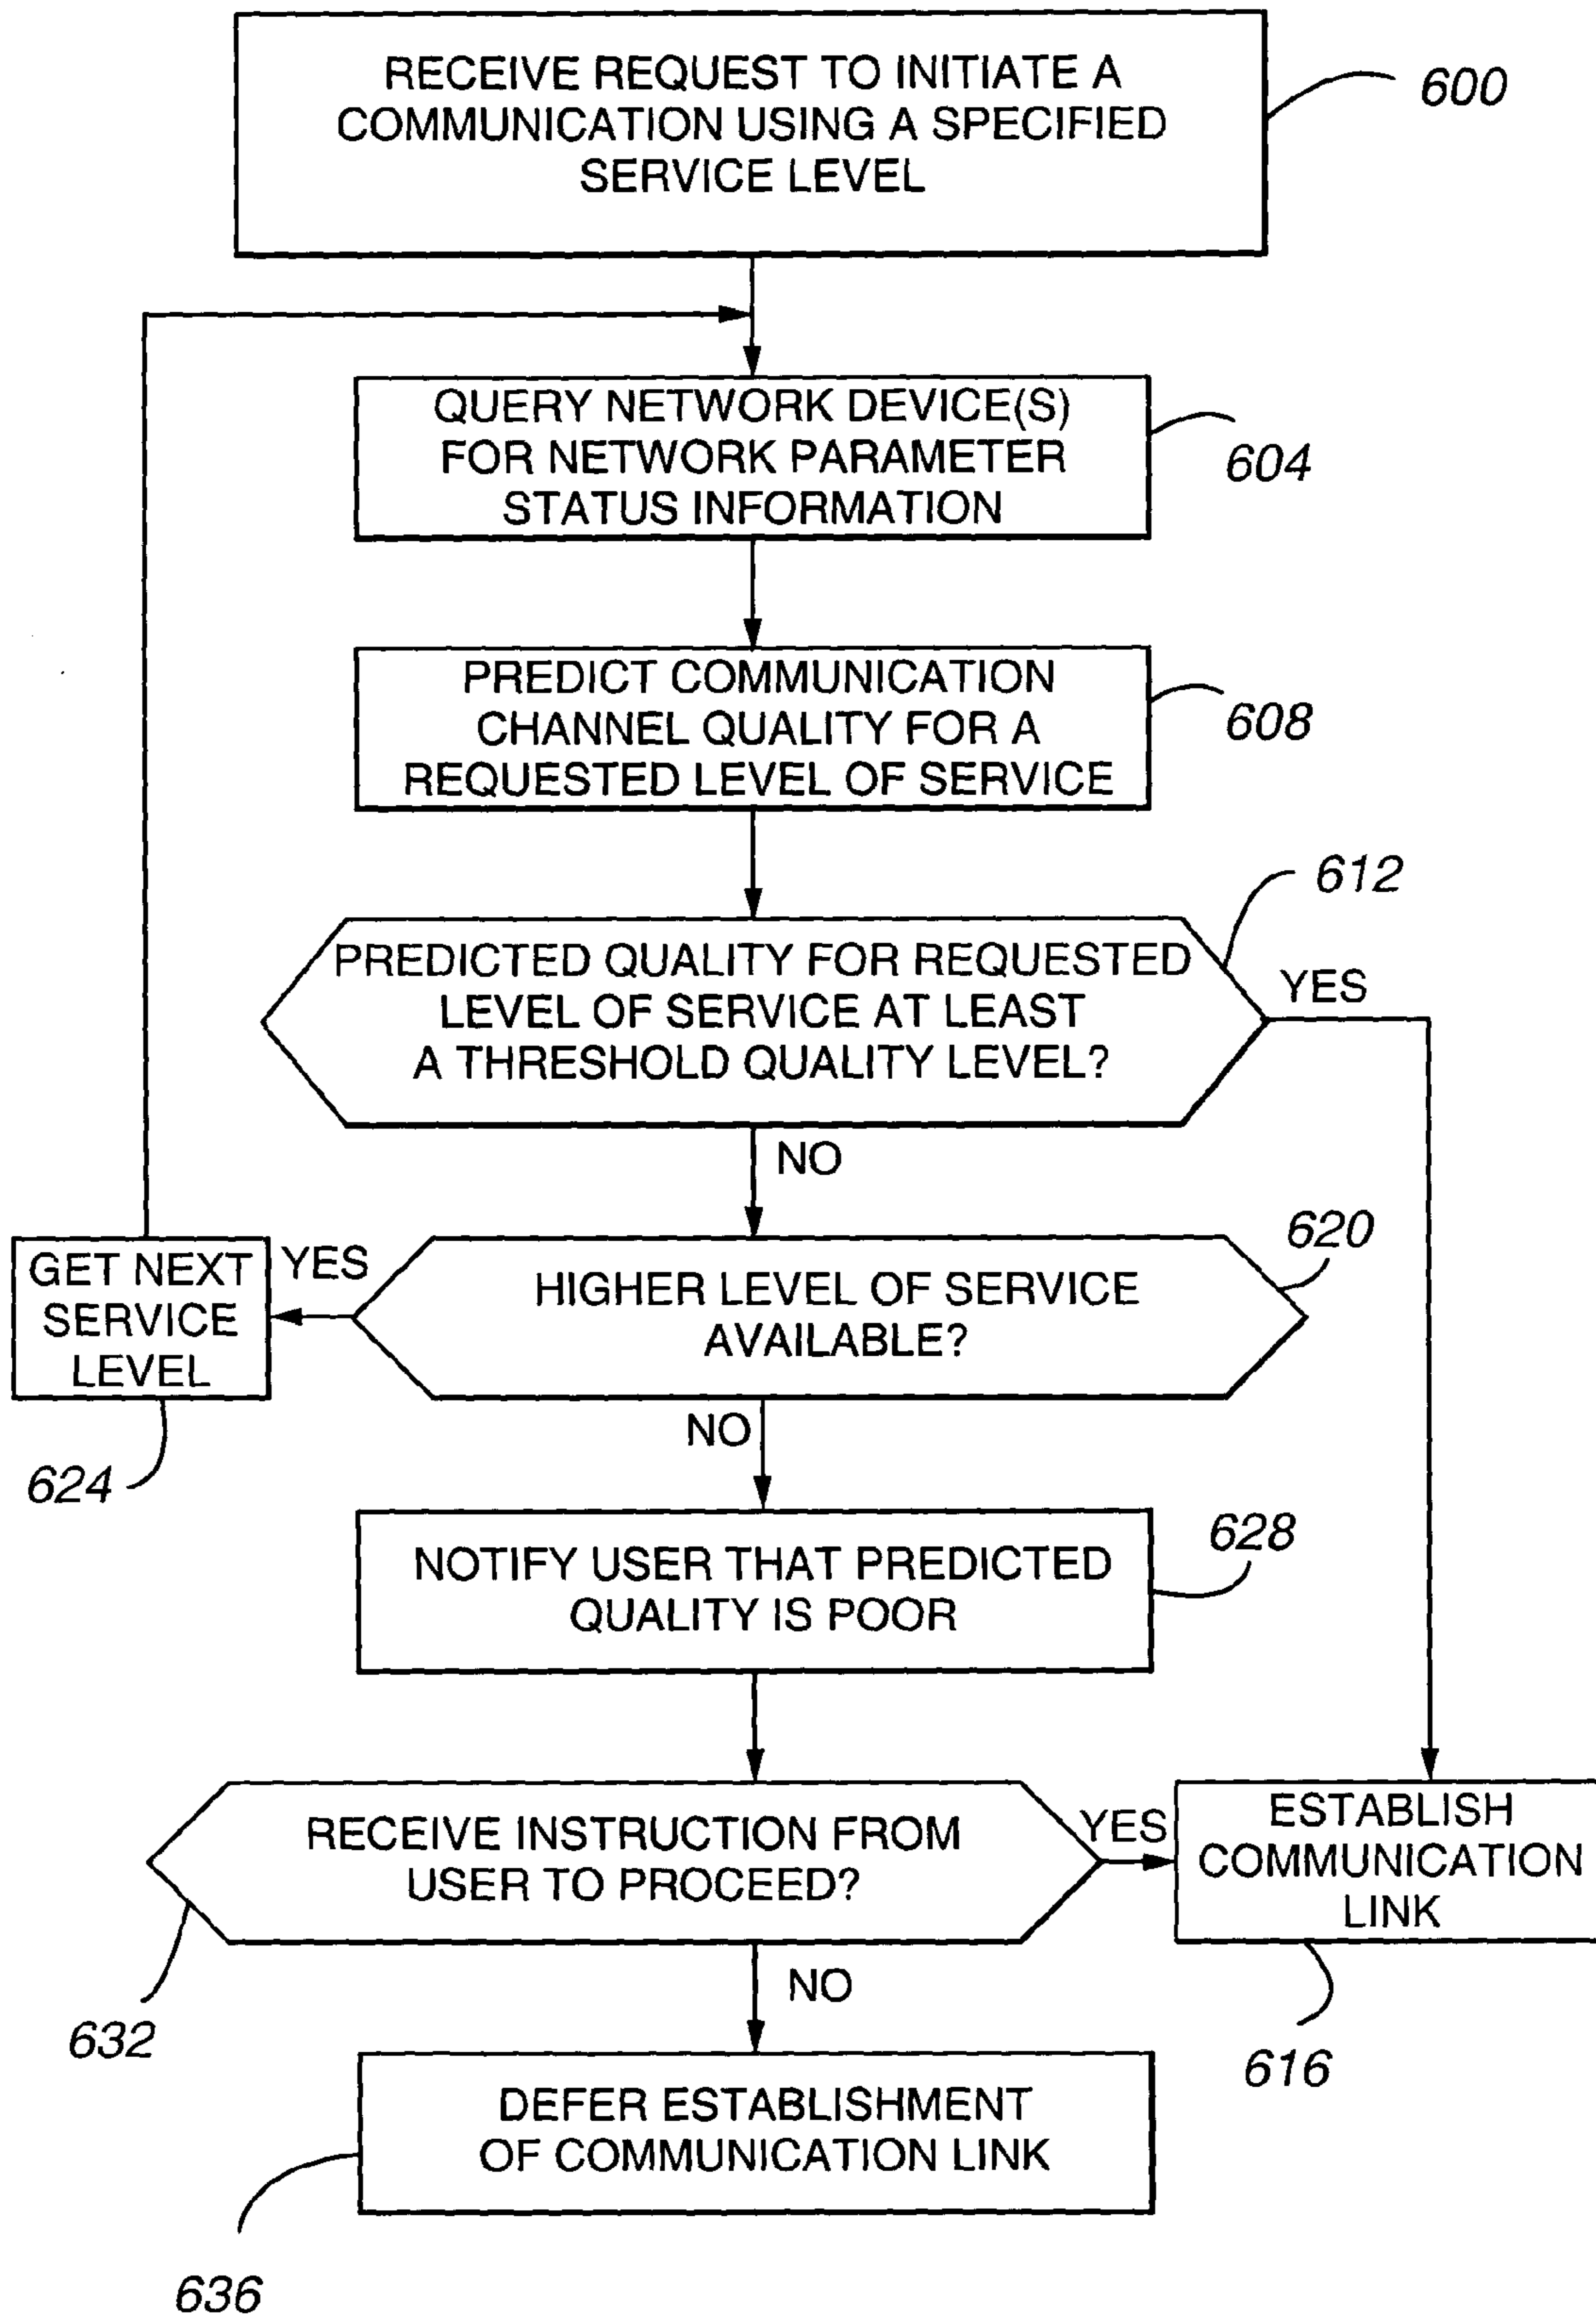 RECEIVE REQUEST TO INITIATE A
COMMUNICATION USING A SPECIFIED
SERVICE LEVEL
600
QUERY NETWORK DEVICE(S)
FOR NETWORK PARAMETER
STATUS INFORMATION
604
PREDICT COMMUNICATION
CHANNEL QUALITY FOR A
REQUESTED LEVEL OF SERVICE
608
612
PREDICTED QUALITY FOR REQUESTED
LEVEL OF SERVICE AT LEAST
A THRESHOLD QUALITY LEVEL?
YES
NO
620
HIGHER LEVEL OF SERVICE
AVAILABLE?
YES
GET NEXT
SERVICE
LEVEL
624
NO
628
NOTIFY USER THAT PREDICTED
QUALITY IS POOR
RECEIVE INSTRUCTION FROM
USER TO PROCEED?
YES
ESTABLISH
COMMUNICATION
LINK
632
NO
616
DEFER ESTABLISHMENT
OF COMMUNICATION LINK
636